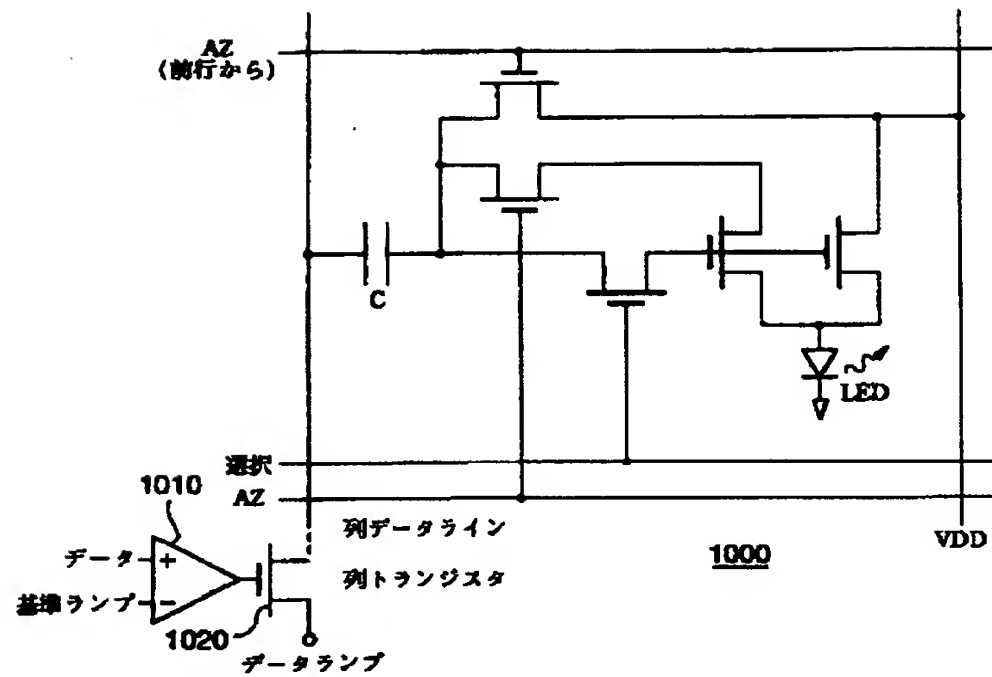 AZ
(前行から)
C
LED
選択
AZ
1010
列データライン
VDD
データ
+
1000
列トランジスタ
基準ランプ
-
1020
データランプ